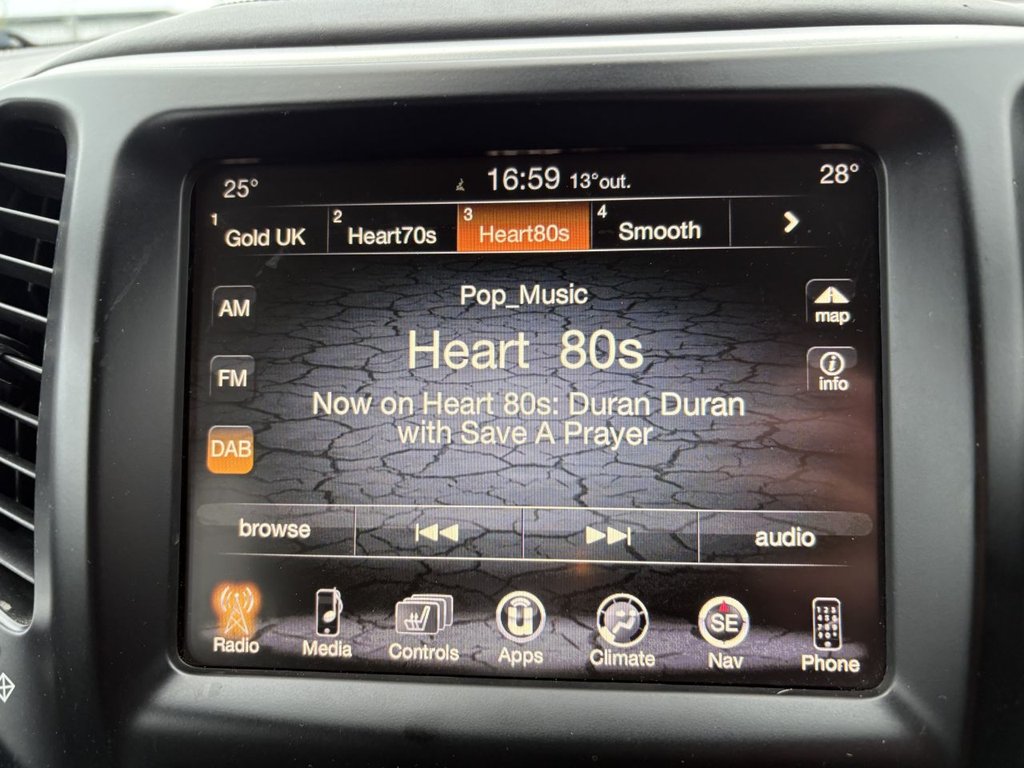 25° 16:59 13°out. 28°
1 Gold UK 2 Heart70s 3 Heart80s 4 Smooth
Pop_Music
AM
map
Heart 80s
FM
info
Now on Heart 80s: Duran Duran
with Save A Prayer
DAB
browse audio
SE
Radio Media Controls Apps Climate Nav Phone